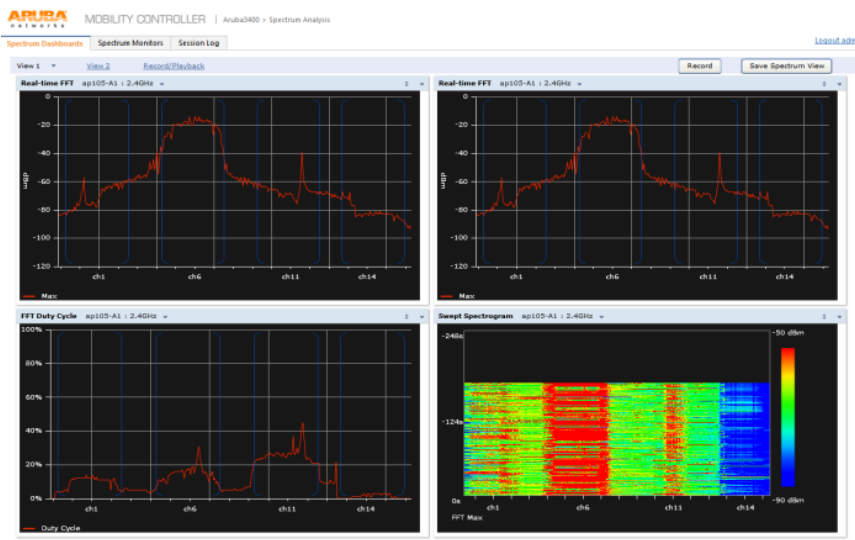 ARUBA networks MOBILITY CONTROLLER | Aruba3400 > Spectrum Analysis
Logout adm
Spectrum Dashboards Spectrum Monitors Session Log
View 1 View 2 Record/Playback Record Save Spectrum View
Real-time FFT ap105-A1 : 2.4GHz
0
-20
-40
-60
-80
-100
-120
dBm
ch1 ch6 ch11 ch14
Max
Real-time FFT ap105-A1 : 2.4GHz
0
-20
-40
-60
-80
-100
-120
dBm
ch1 ch6 ch11 ch14
Max
FFT Duty Cycle ap105-A1 : 2.4GHz
100%
80%
60%
40%
20%
0%
ch1 ch6 ch11 ch14
Duty Cycle
Swept Spectrogram ap105-A1 : 2.4GHz
-248s
-124s
0s
ch1 ch6 ch11 ch14
FFT Max
-50 dBm
-90 dBm